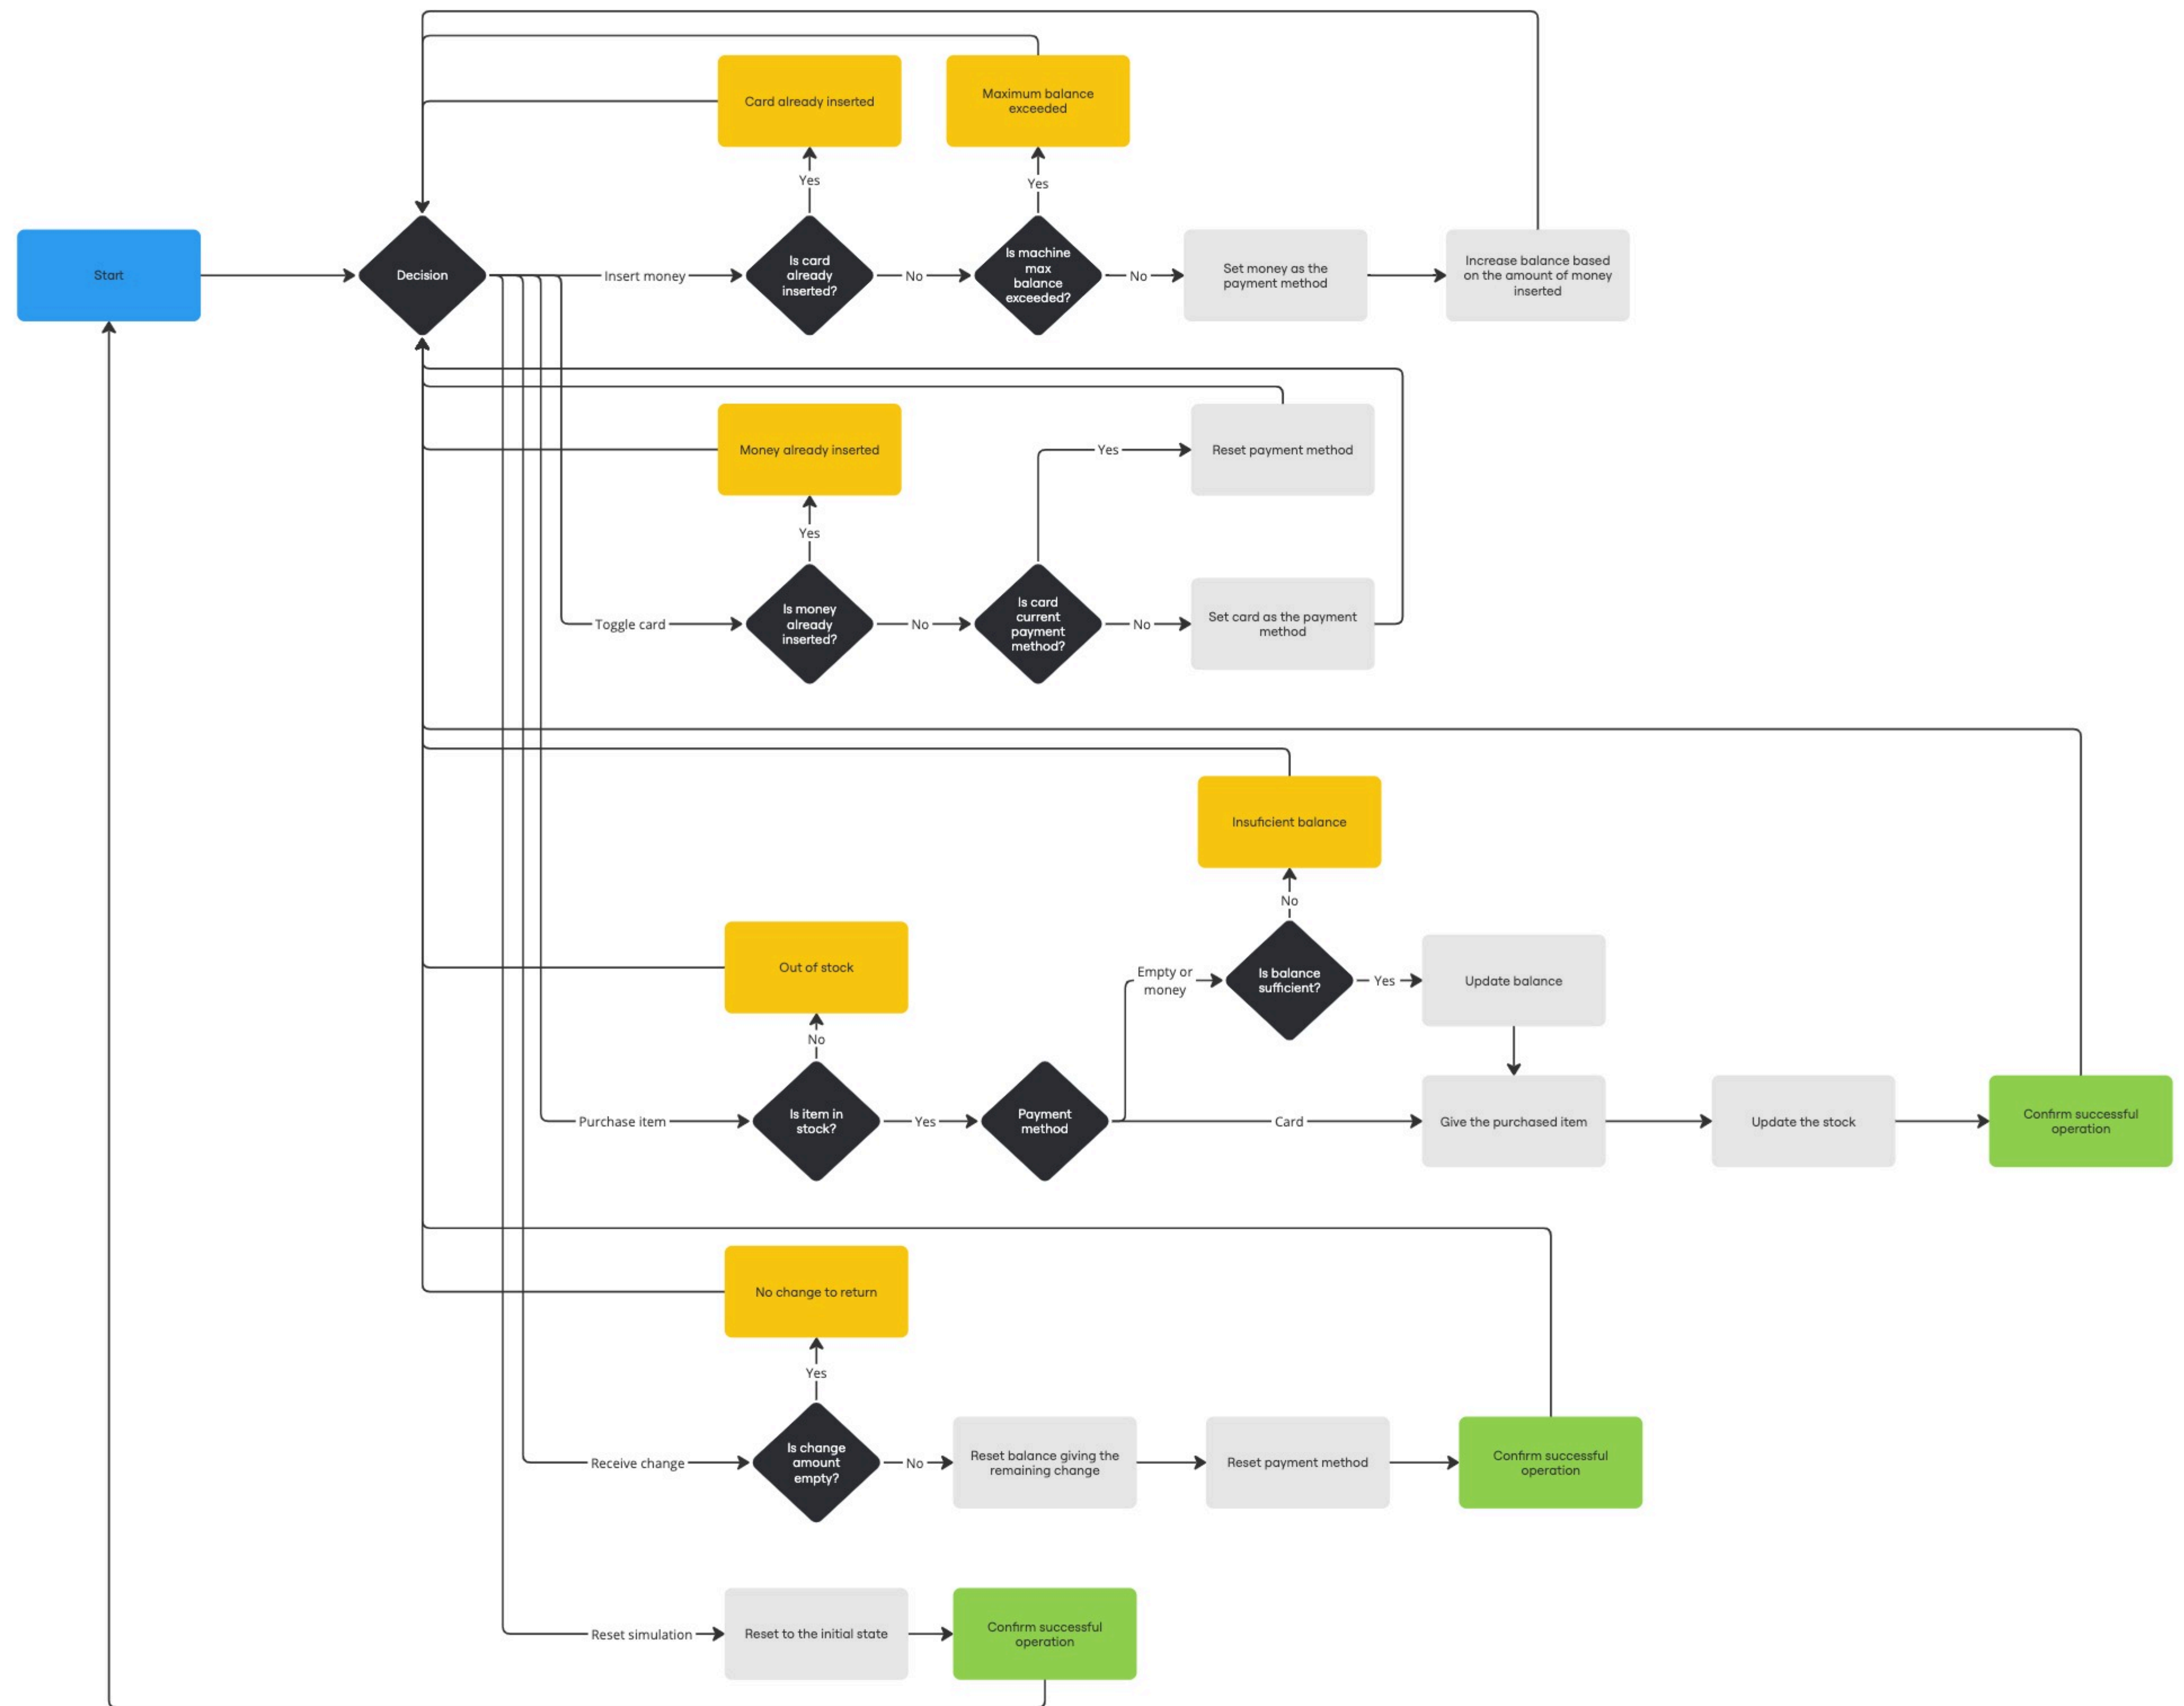 Card already inserted
Maximum balance
exceeded
Yes
Yes
Start
Decision
Insert money
Is card
already
inserted?
No
Is machine
max
balance
exceeded?
No
Set money as the
payment method
Increase balance based
on the amount of money
inserted
Money already inserted
Yes
Reset payment method
Yes
Toggle card
Is money
already
inserted?
No
Is card
current
payment
method?
No
Set card as the payment
method
Insuficient balance
No
Out of stock
Empty or
money
Is balance
sufficient?
Yes
Update balance
No
Purchase item
Is item in
stock?
Yes
Payment
method
Card
Give the purchased item
Update the stock
Confirm successful
operation
No change to return
Yes
Receive change
Is change
amount
empty?
No
Reset balance giving the
remaining change
Reset payment method
Confirm successful
operation
Reset simulation
Reset to the initial state
Confirm successful
operation